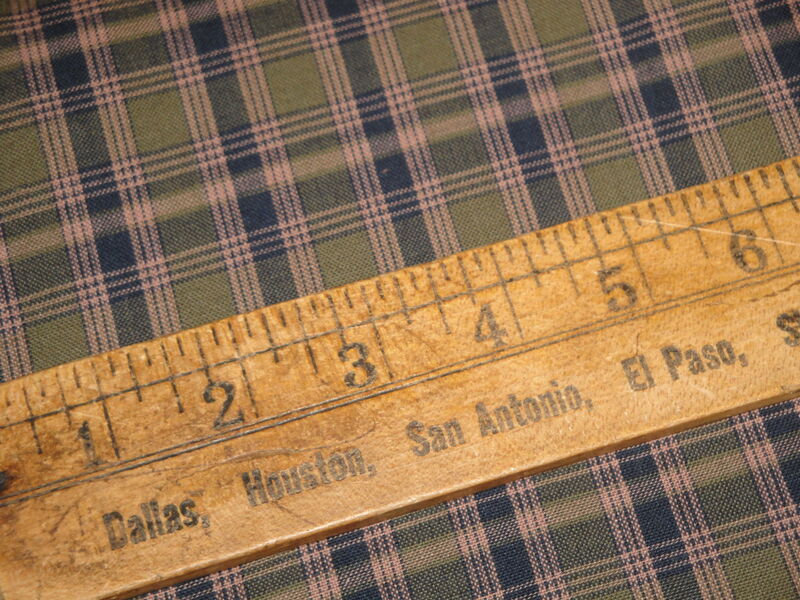 1 2 3 4 5 6
Dallas, Houston, San Antonio, El Paso,